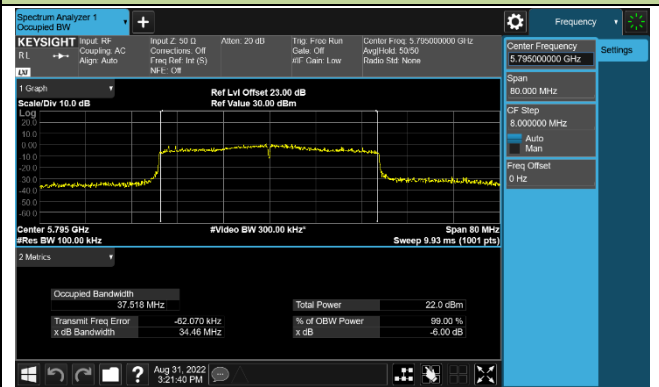 Spectrum Analyzer 1
Occupied BW
+
Frequency
KEYSIGHT
RL
LXI
Input: RF
Coupling: AC
Align: Auto
Input Z: 50 Ω
Corrections: Off
Freq Ref: Int (S)
NFE: Off
Atten: 20 dB
Trig: Free Run
Gate: Off
#IF Gain: Low
Center Freq: 5.795000000 GHz
Avg|Hold: 50/50
Radio Std: None
Center Frequency
5.795000000 GHz
Settings
Span
80.000 MHz
CF Step
8.000000 MHz
Auto
Man
Freq Offset
0 Hz
1 Graph
Scale/Div 10.0 dB
Ref Lvl Offset 23.00 dB
Ref Value 30.00 dBm
Log
20.0
10.0
0.00
-10.0
-20.0
-30.0
-40.0
-50.0
-60.0
Center 5.795 GHz
#Res BW 100.00 kHz
#Video BW 300.00 kHz*
Span 80 MHz
Sweep 9.93 ms (1001 pts)
2 Metrics
Occupied Bandwidth
37.518 MHz
Total Power 22.0 dBm
Transmit Freq Error -62.070 kHz
% of OBW Power 99.00 %
x dB Bandwidth 34.46 MHz
x dB -6.00 dB
?
Aug 31, 2022
3:21:40 PM